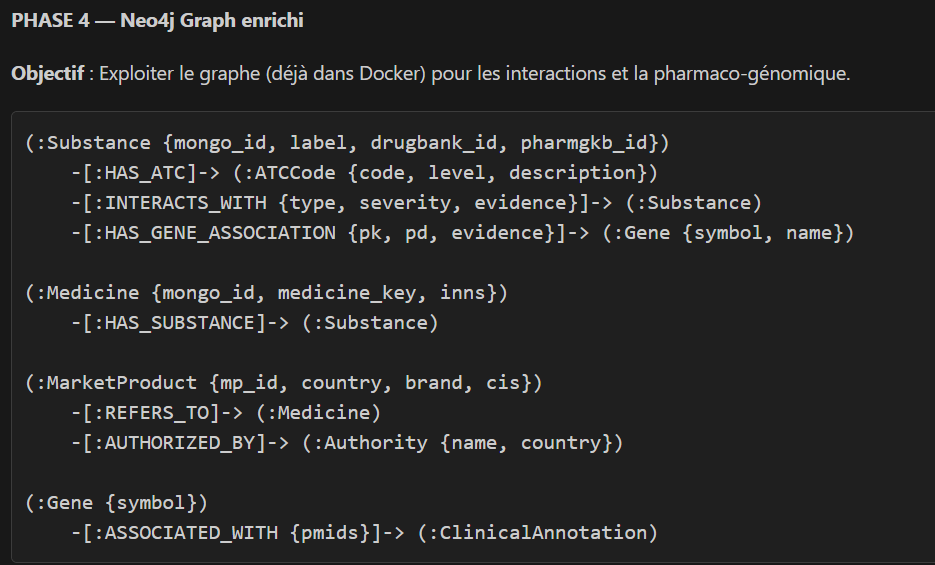 PHASE 4 — Neo4j Graph enrichi
Objectif : Exploiter le graphe (déjà dans Docker) pour les interactions et la pharmaco-génomique.
(:Substance {mongo_id, label, drugbank_id, pharmgkb_id})
-[:HAS_ATC]-> (:ATCCode {code, level, description})
-[:INTERACTS_WITH {type, severity, evidence}]-> (:Substance)
-[:HAS_GENE_ASSOCIATION {pk, pd, evidence}]-> (:Gene {symbol, name})
(:Medicine {mongo_id, medicine_key, inns})
-[:HAS_SUBSTANCE]-> (:Substance)
(:MarketProduct {mp_id, country, brand, cis})
-[:REFERS_TO]-> (:Medicine)
-[:AUTHORIZED_BY]-> (:Authority {name, country})
(:Gene {symbol})
-[:ASSOCIATED_WITH {pmids}]-> (:ClinicalAnnotation)